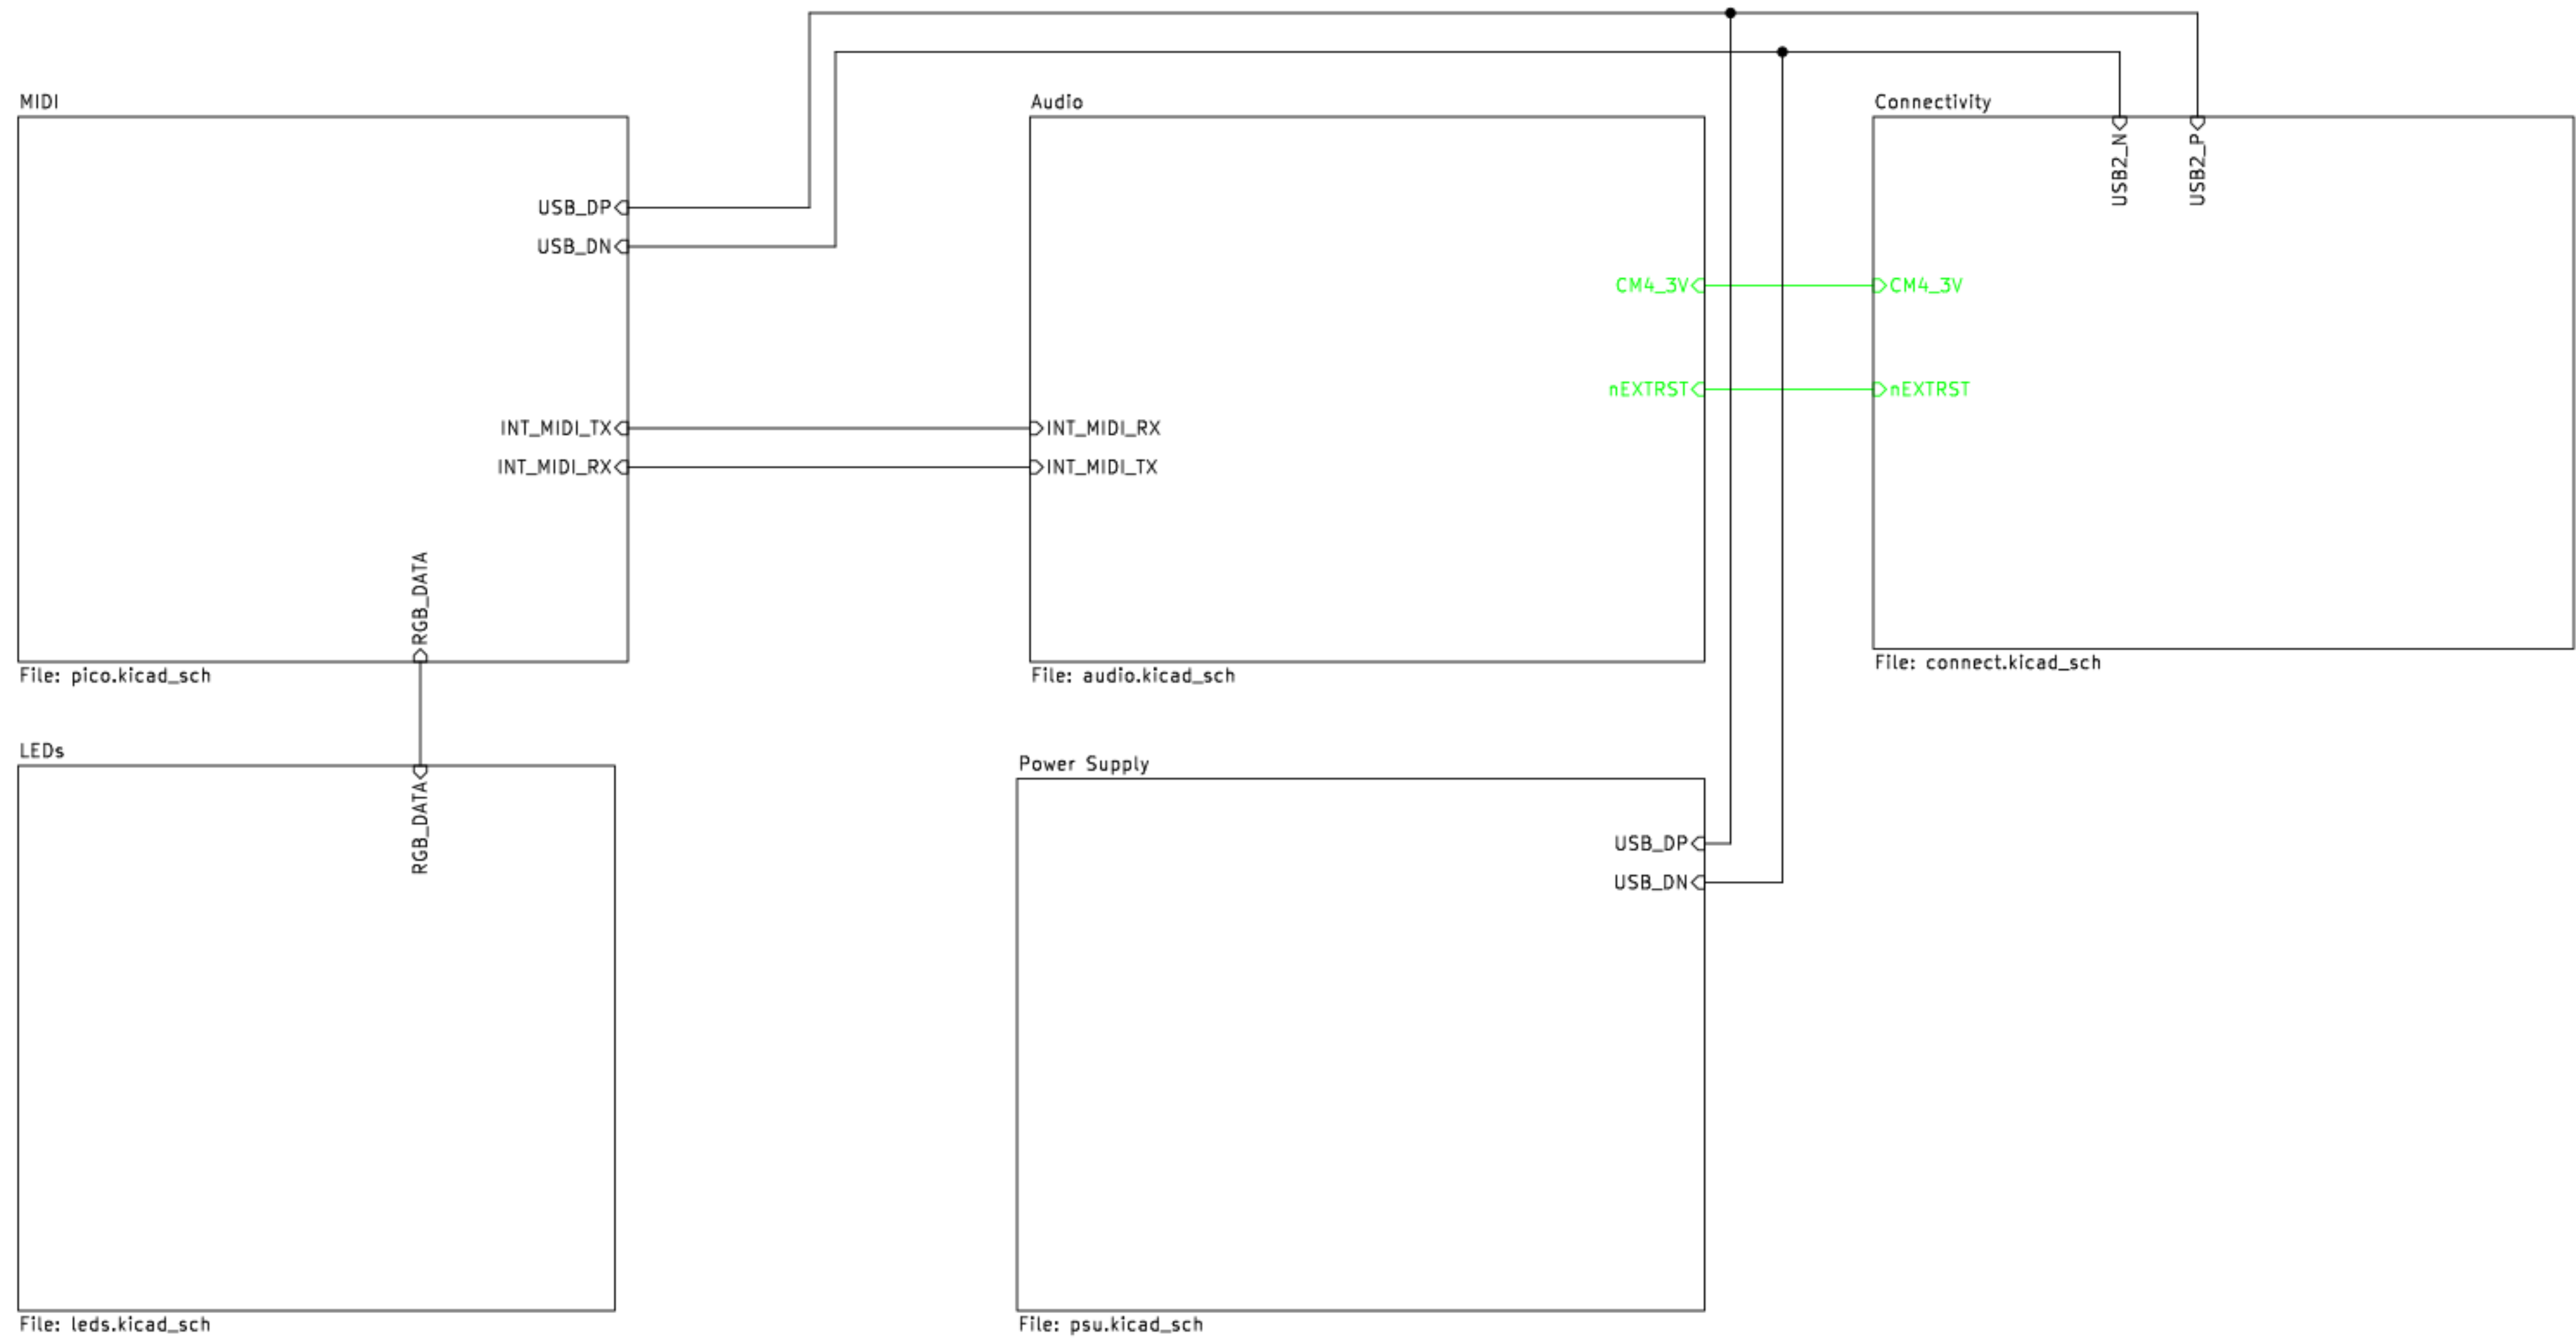 MIDI
USB_DP
USB_DN
INT_MIDI_TX
INT_MIDI_RX
RGB_DATA
File: pico.kicad_sch
Audio
CM4_3V
nEXTRST
INT_MIDI_RX
INT_MIDI_TX
File: audio.kicad_sch
Connectivity
USB2_N
USB2_P
CM4_3V
nEXTRST
File: connect.kicad_sch
LEDs
RGB_DATA
File: leds.kicad_sch
Power Supply
USB_DP
USB_DN
File: psu.kicad_sch